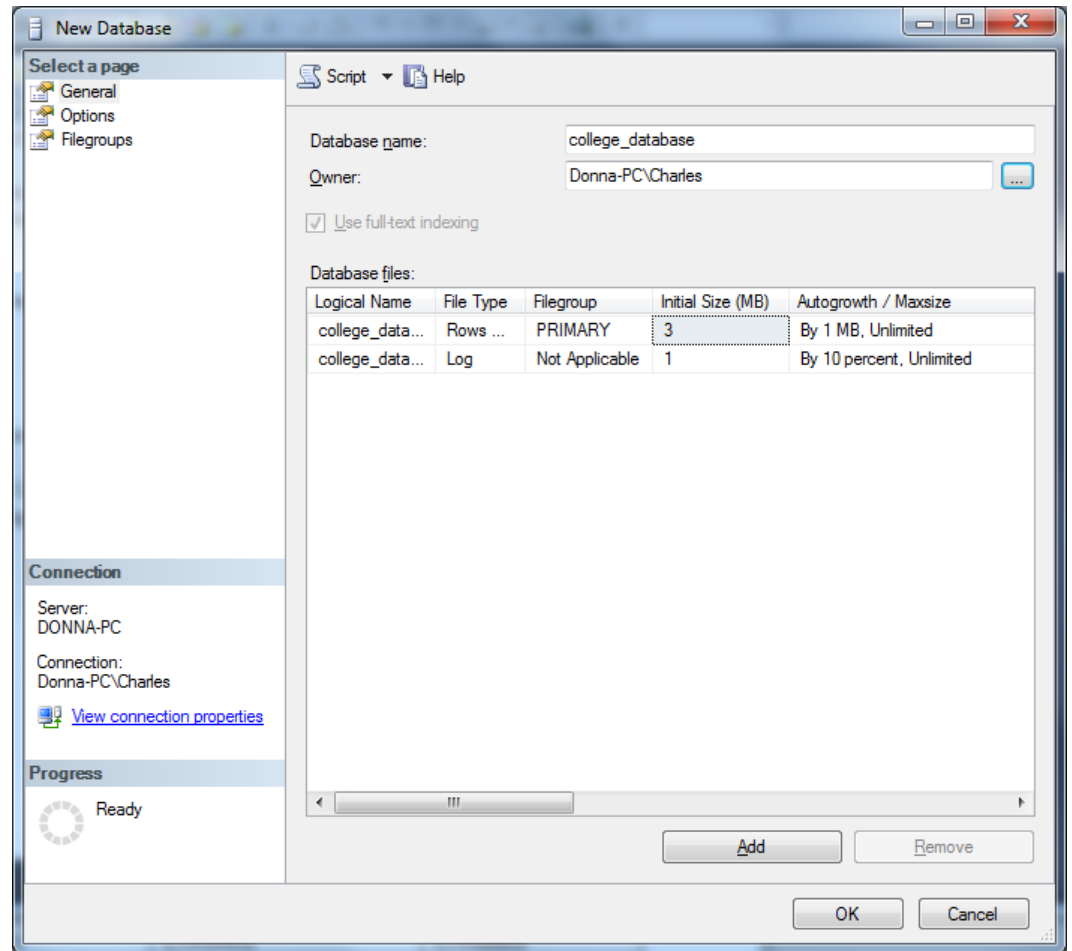 New Database
Select a page
General
Options
Filegroups
Script Help
Database name: college_database
Owner: Donna-PC\Charles ...
Use full-text indexing
Database files:
Logical Name File Type Filegroup Initial Size (MB) Autogrowth / Maxsize
college_data... Rows ... PRIMARY 3 By 1 MB, Unlimited
college_data... Log Not Applicable 1 By 10 percent, Unlimited
Connection
Server:
DONNA-PC
Connection:
Donna-PC\Charles
View connection properties
Progress
Ready
Add Remove
OK Cancel